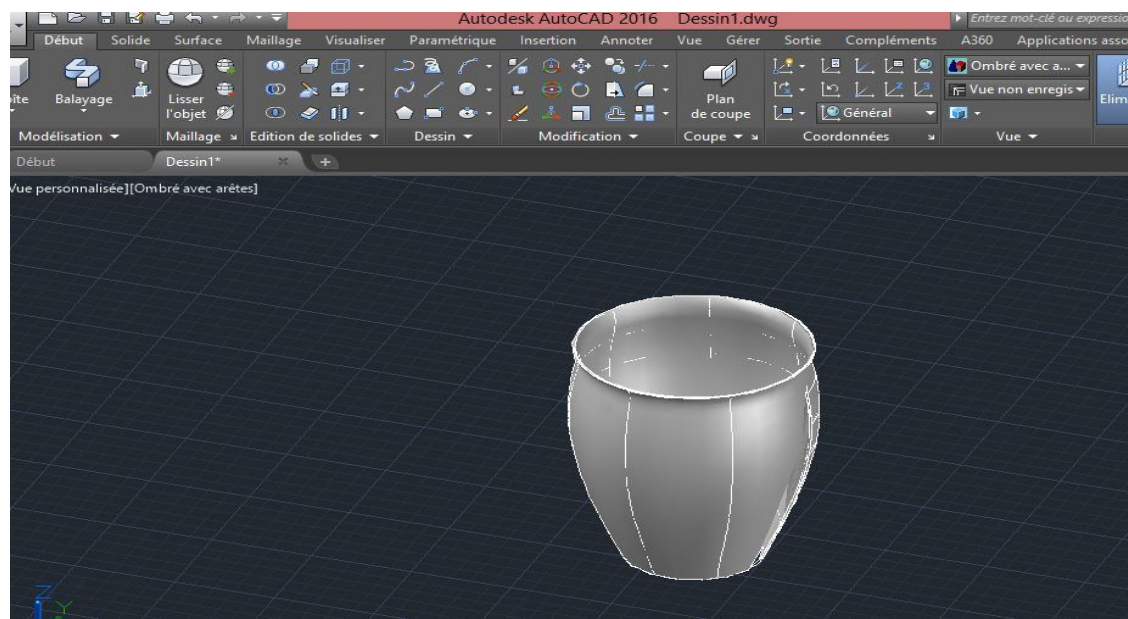 Autodesk AutoCAD 2016 Dessin1.dwg
Entrez mot-clé ou expressio
Début Solide Surface Maillage Visualiser Paramétrique Insertion Annoter Vue Gérer Sortie Compléments A360 Applications asso
Ombré avec a...
oîte Balayage Lisser l'objet Plan de coupe Vue non enregis Elim
Général
Modélisation Maillage Edition de solides Dessin Modification Coupe Coordonnées Vue
Début Dessin1*
Vue personnalisée][Ombré avec arêtes]
Z
Y